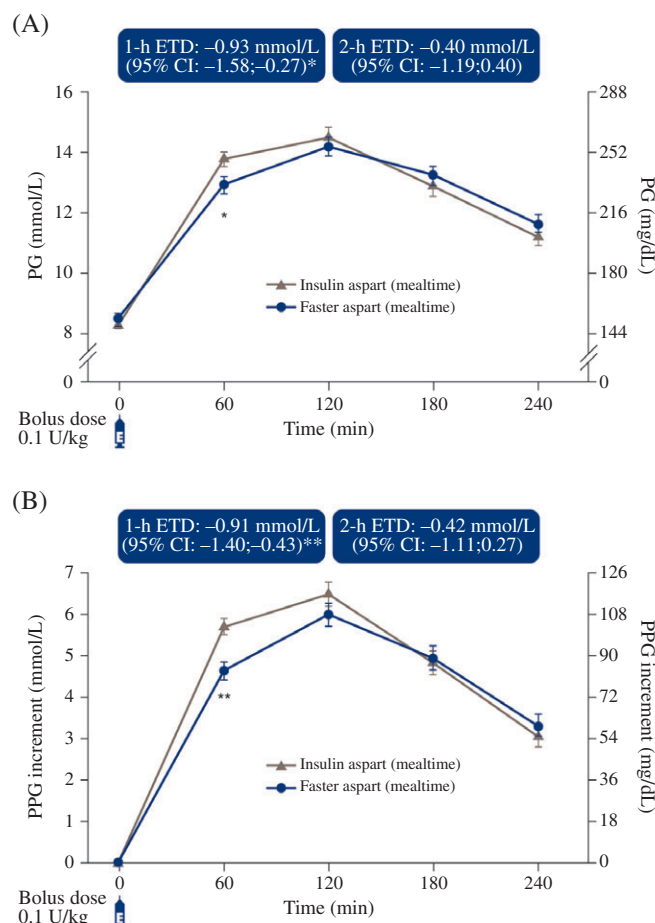 (A)
1-h ETD: –0.93 mmol/L
(95% CI: –1.58;–0.27)*
2-h ETD: –0.40 mmol/L
(95% CI: –1.19;0.40)
PG (mmol/L)
16
14
12
10
8
0
PG (mg/dL)
288
252
216
180
144
0
*
Insulin aspart (mealtime)
Faster aspart (mealtime)
0
60
120
180
240
Time (min)
Bolus dose
0.1 U/kg
(B)
1-h ETD: –0.91 mmol/L
(95% CI: –1.40;–0.43)**
2-h ETD: –0.42 mmol/L
(95% CI: –1.11;0.27)
PPG increment (mmol/L)
7
6
5
4
3
2
1
0
PPG increment (mg/dL)
126
108
90
72
54
36
18
0
**
Insulin aspart (mealtime)
Faster aspart (mealtime)
0
60
120
180
240
Time (min)
Bolus dose
0.1 U/kg